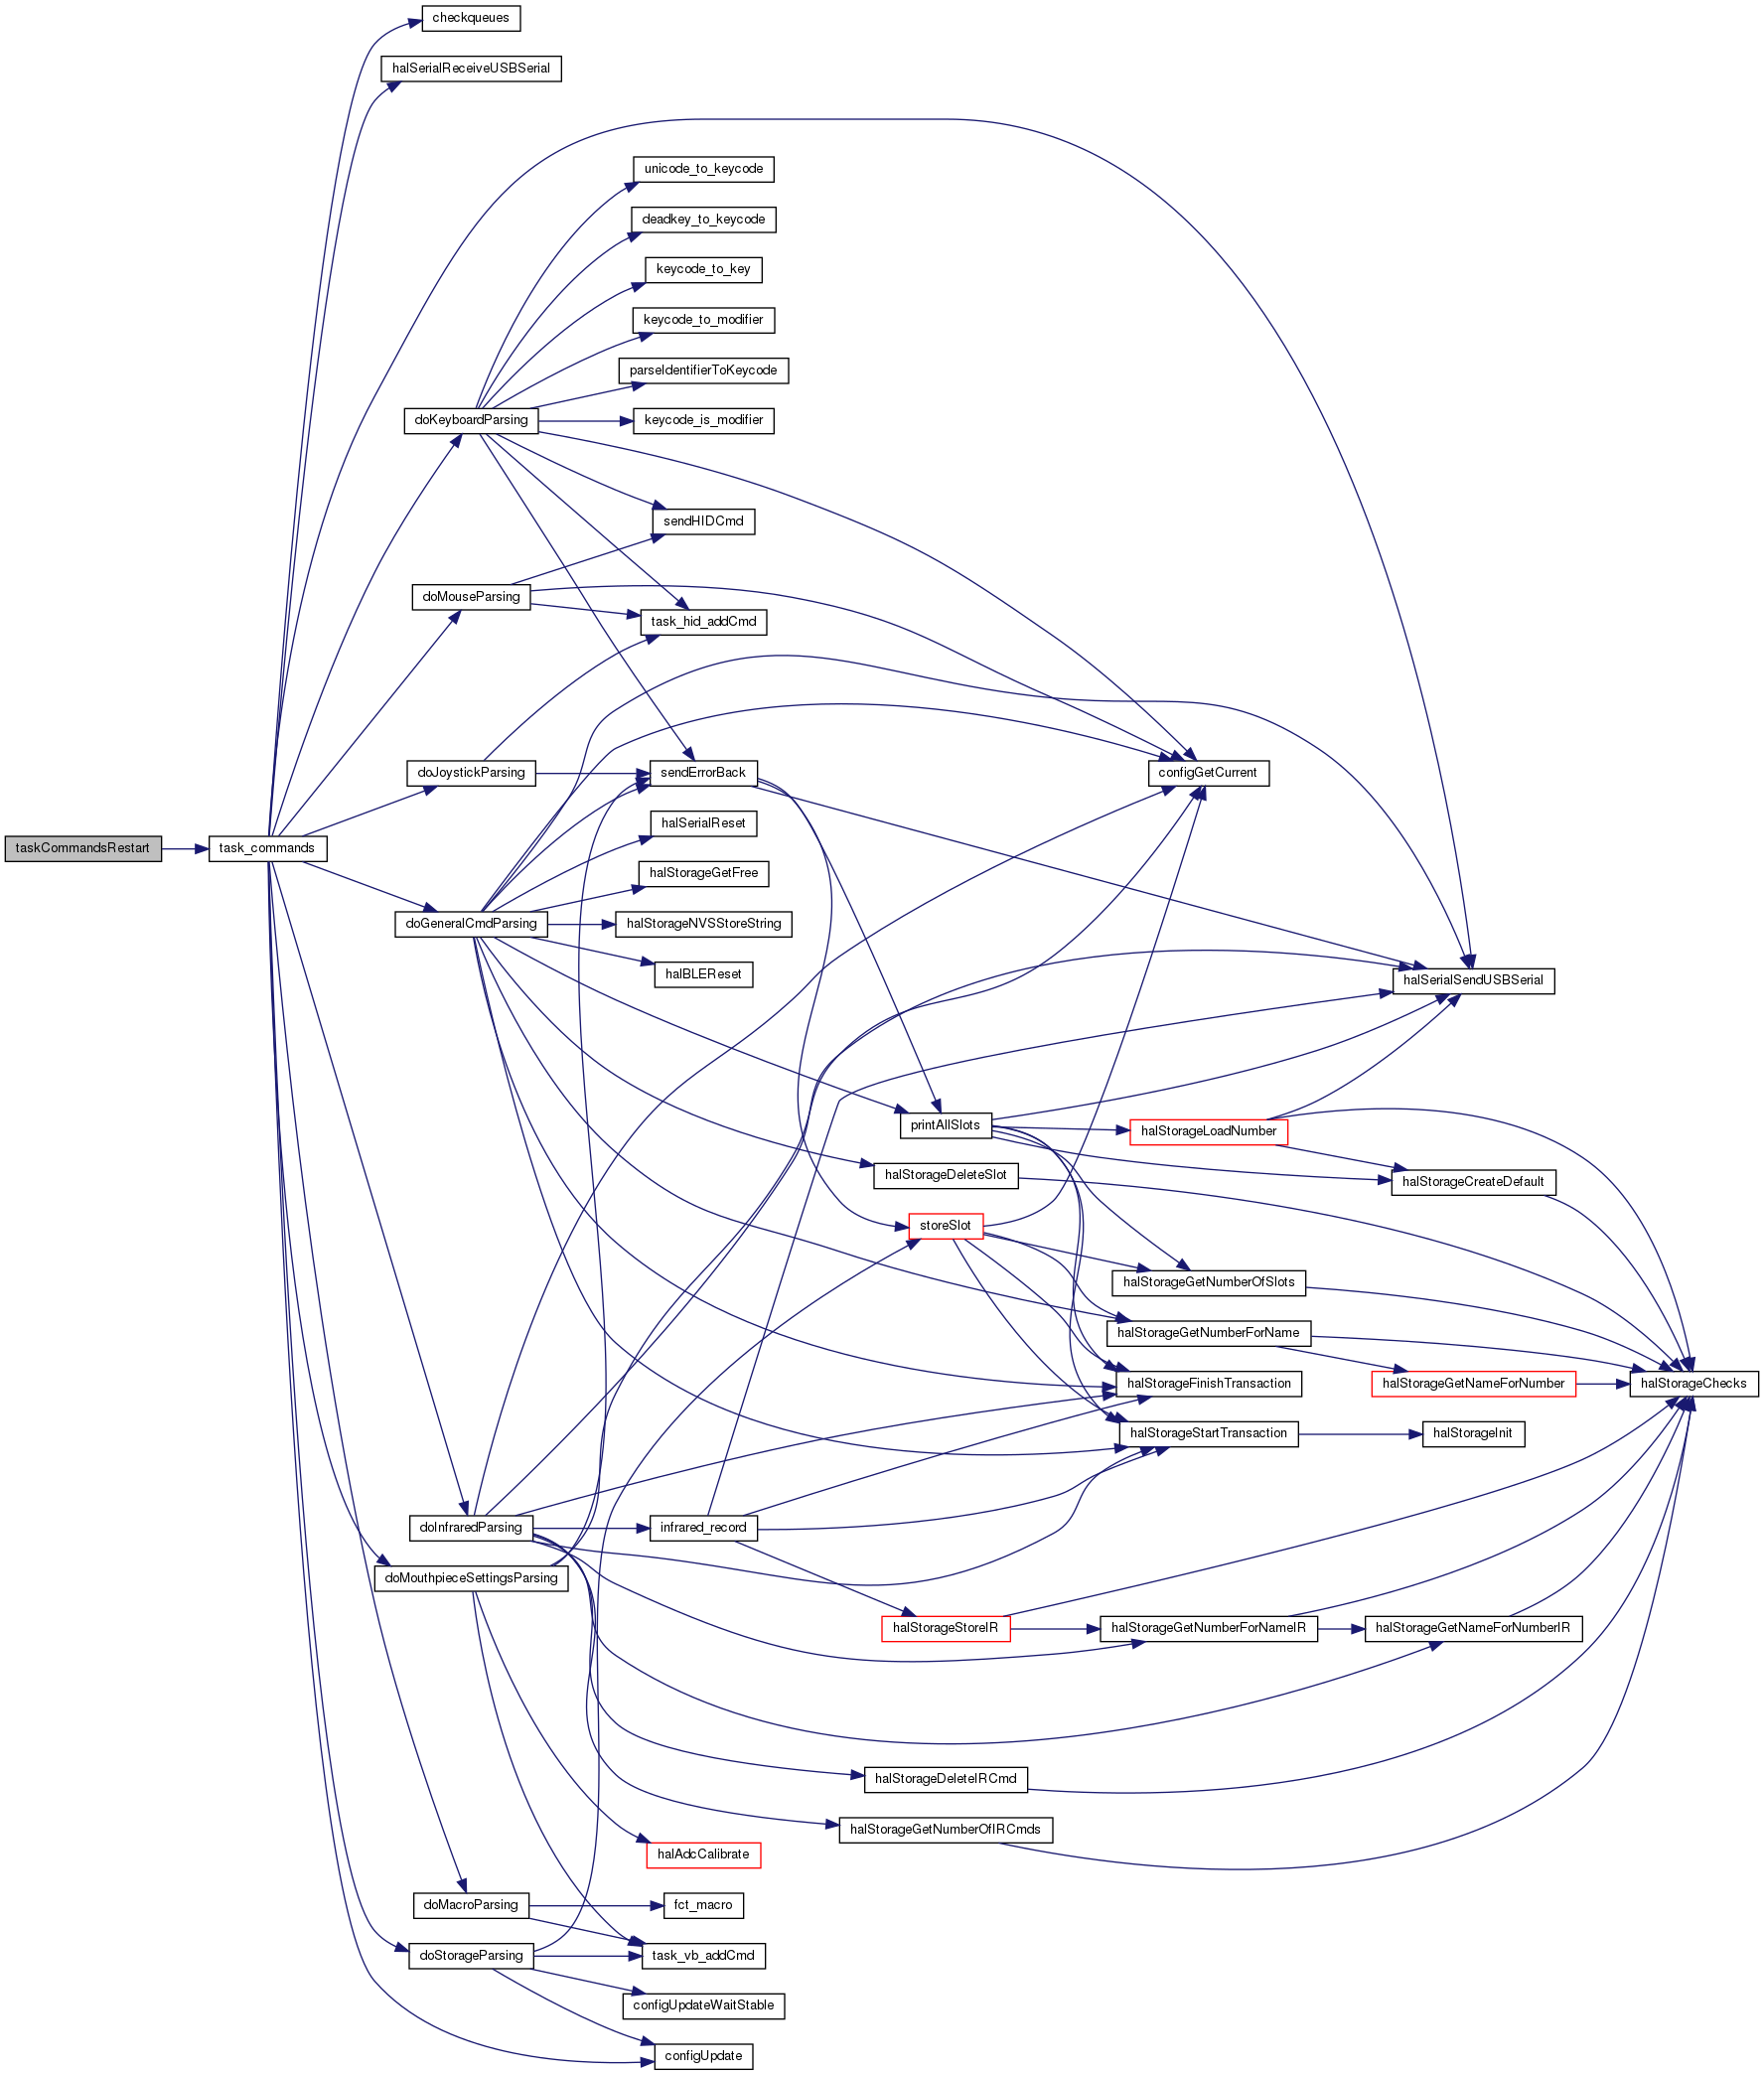 checkqueues
halSerialReceiveUSBSerial
unicode_to_keycode
deadkey_to_keycode
keycode_to_key
keycode_to_modifier
parseIdentifierToKeycode
doKeyboardParsing
keycode_is_modifier
sendHIDCmd
doMouseParsing
task_hid_addCmd
doJoystickParsing
sendErrorBack
configGetCurrent
halSerialReset
taskCommandsRestart
task_commands
halStorageGetFree
doGeneralCmdParsing
halStorageNVSStoreString
halBLEReset
halSerialSendUSBSerial
printAllSlots
halStorageLoadNumber
halStorageDeleteSlot
halStorageCreateDefault
storeSlot
halStorageGetNumberOfSlots
halStorageGetNumberForName
halStorageFinishTransaction
halStorageGetNameForNumber
halStorageChecks
halStorageStartTransaction
halStorageInit
doInfraredParsing
infrared_record
doMouthpieceSettingsParsing
halStorageStoreIR
halStorageGetNumberForNameIR
halStorageGetNameForNumberIR
halStorageDeleteIRCmd
halStorageGetNumberOfIRCmds
halAdcCalibrate
doMacroParsing
fct_macro
doStorageParsing
task_vb_addCmd
configUpdateWaitStable
configUpdate